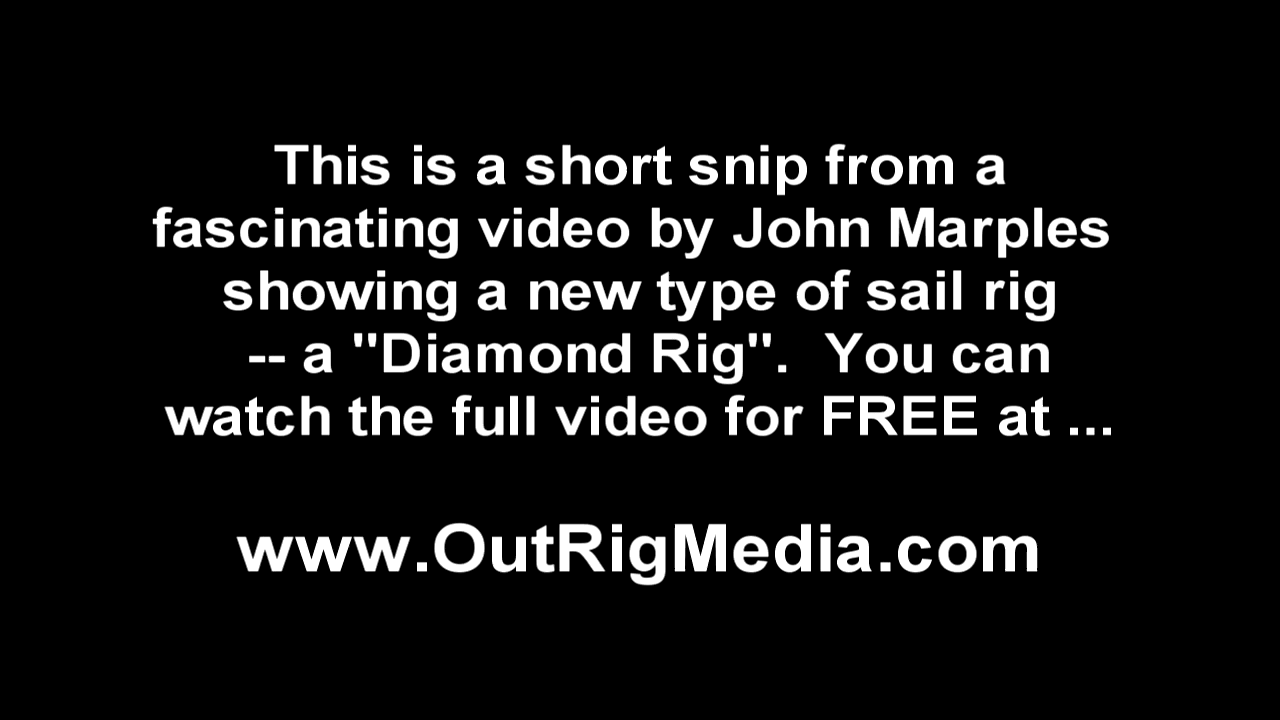 This is a short snip from a
fascinating video by John Marples
showing a new type of sail rig
-- a "Diamond Rig".  You can
watch the full video for FREE at ...
www.OutRigMedia.com